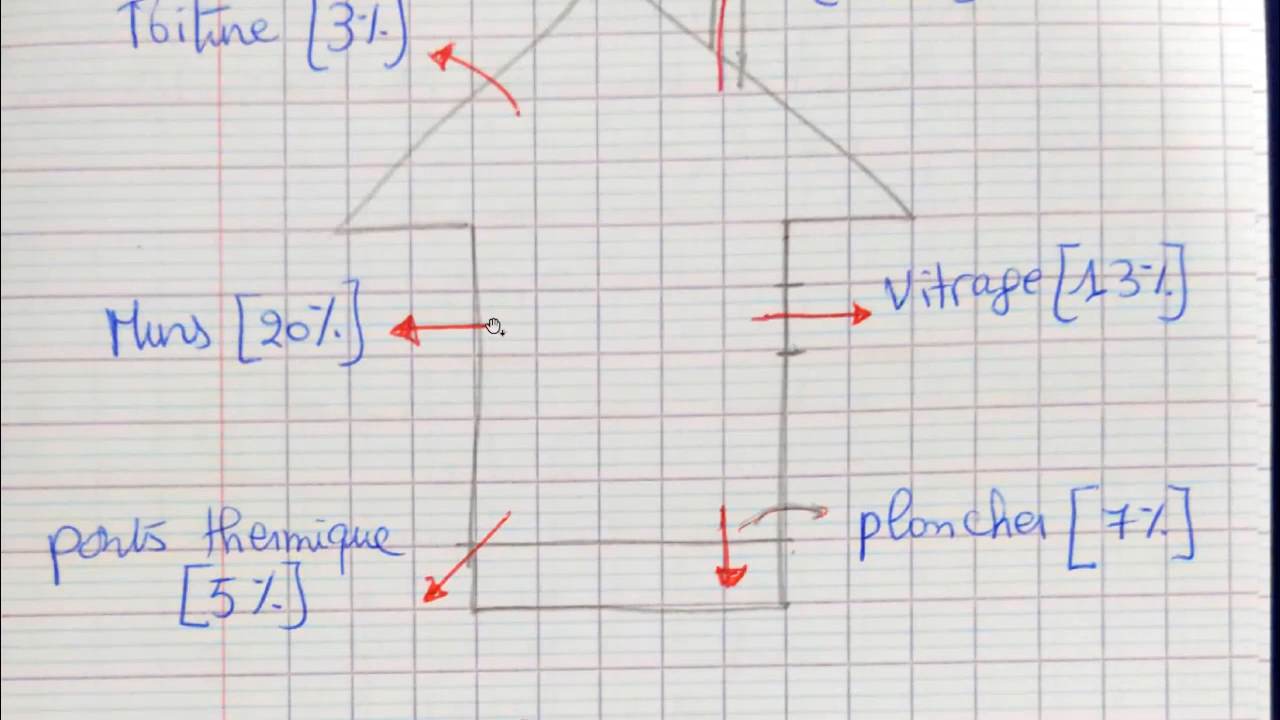 Toiture [3%]
Murs [20%]
Vitrage [13%]
ponts thermique
[5%]
plancher [7%]